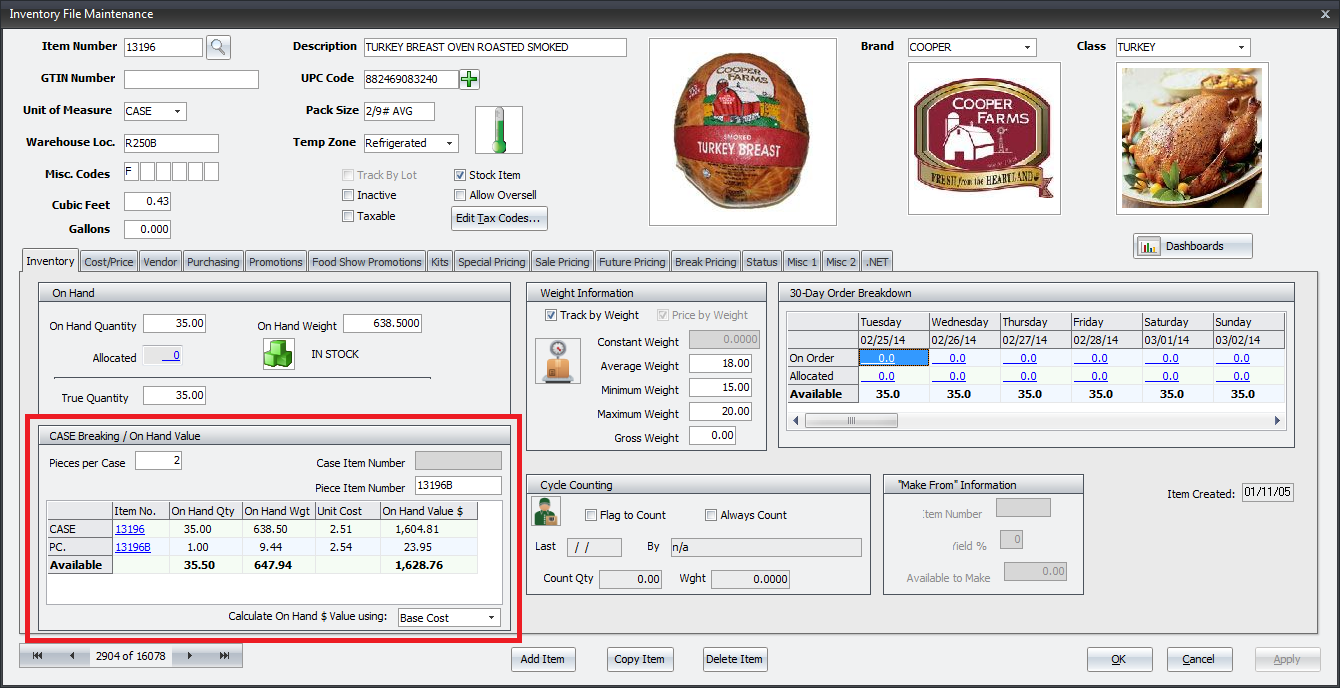 Inventory File Maintenance x
Item Number 13196 Description TURKEY BREAST OVEN ROASTED SMOKED Brand COOPER Class TURKEY
GTIN Number UPC Code 882469083240
Unit of Measure CASE Pack Size 2/9# AVG
Warehouse Loc. R250B Temp Zone Refrigerated
Misc. Codes F Track By Lot Stock Item
Inactive Allow Oversell
Cubic Feet 0.43 Taxable Edit Tax Codes...
Gallons 0.000
COOPER
FARMS
SMOKED
TURKEY BREAST
COOPER
FARMS
FRESH from the HEARTLAND
Dashboards
Inventory Cost/Price Vendor Purchasing Promotions Food Show Promotions Kits Special Pricing Sale Pricing Future Pricing Break Pricing Status Misc 1 Misc 2 .NET
On Hand
On Hand Quantity 35.00 On Hand Weight 638.5000
Allocated 0 IN STOCK
True Quantity 35.00
CASE Breaking / On Hand Value
Pieces per Case 2 Case Item Number
Piece Item Number 13196B
Item No. On Hand Qty On Hand Wgt Unit Cost On Hand Value $
CASE 13196 35.00 638.50 2.51 1,604.81
PC. 13196B 1.00 9.44 2.54 23.95
Available 35.50 647.94 1,628.76
Calculate On Hand $ Value using: Base Cost
Weight Information
Track by Weight Price by Weight
Constant Weight 0.0000
Average Weight 18.00
Minimum Weight 15.00
Maximum Weight 20.00
Gross Weight 0.00
30-Day Order Breakdown
Tuesday Wednesday Thursday Friday Saturday Sunday
02/25/14 02/26/14 02/27/14 02/28/14 03/01/14 03/02/14
On Order 0.0 0.0 0.0 0.0 0.0 0.0
Allocated 0.0 0.0 0.0 0.0 0.0 0.0
Available 35.0 35.0 35.0 35.0 35.0 35.0
Cycle Counting
Flag to Count Always Count
Last / / By n/a
Count Qty 0.00 Wght 0.0000
"Make From" Information
Item Number
Yield % 0
Available to Make 0.00
Item Created: 01/11/05
2904 of 16078 Add Item Copy Item Delete Item OK Cancel Apply